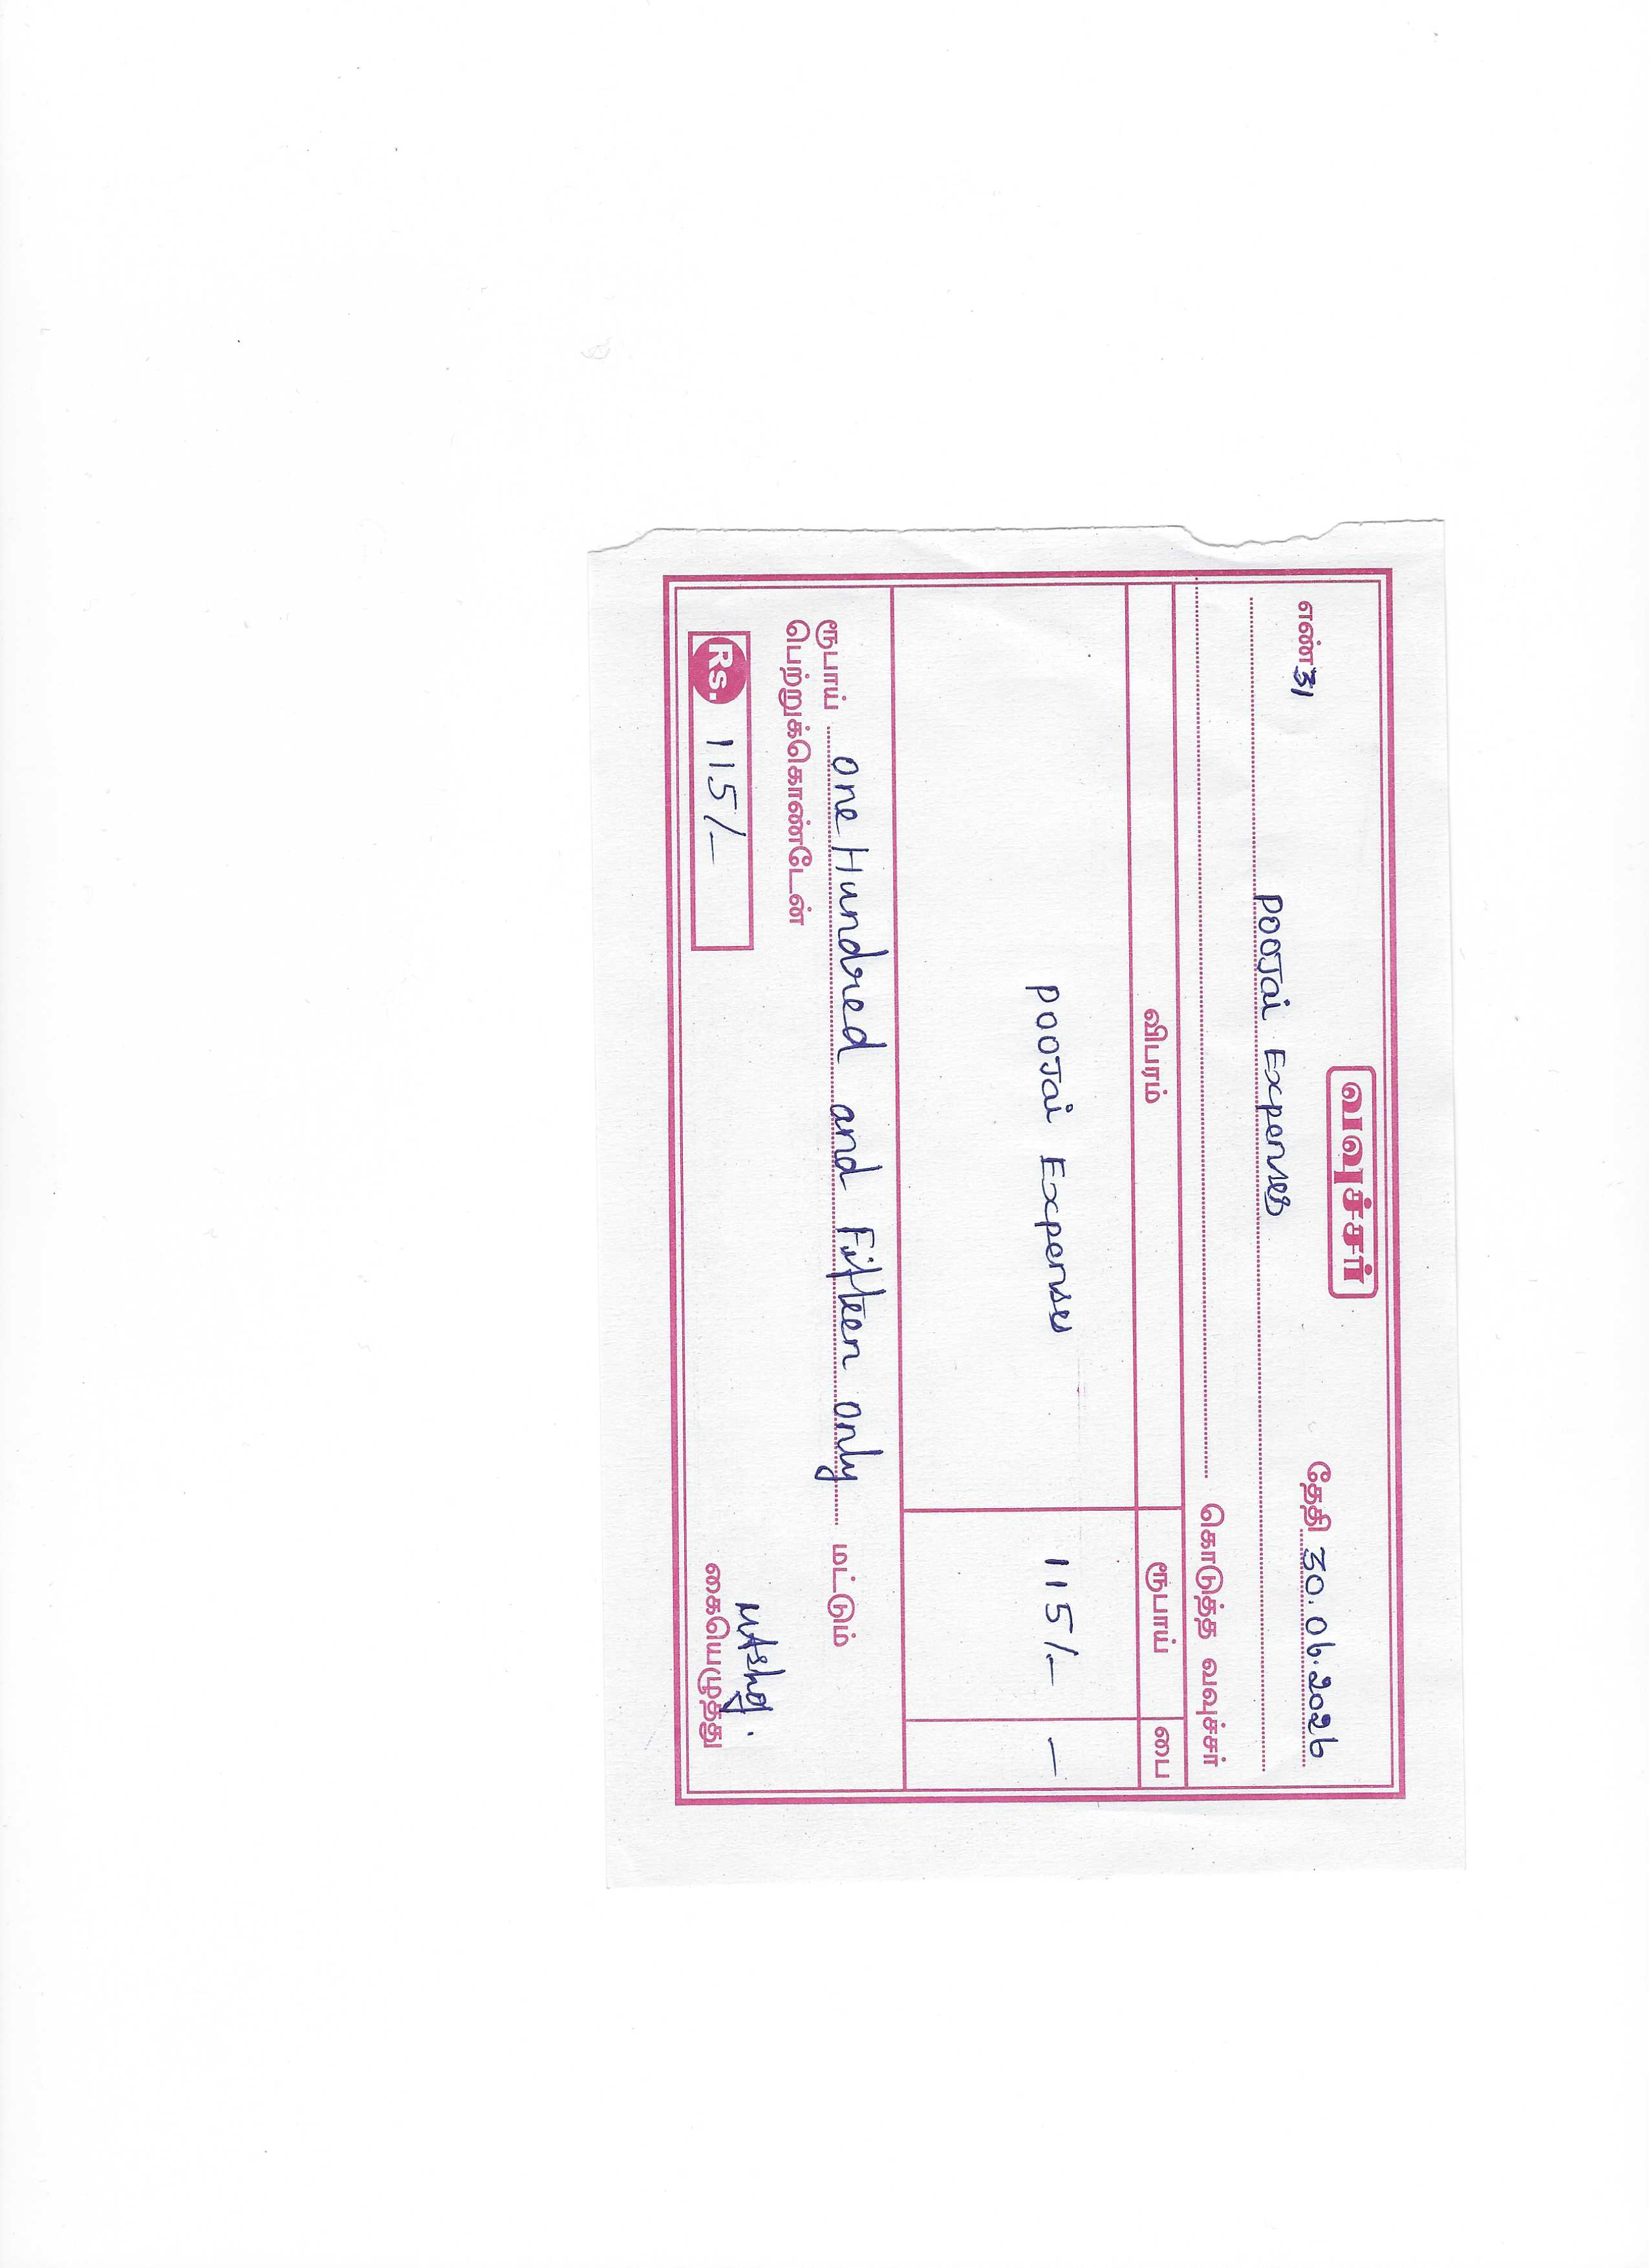 வவுச்சர்
எண் 31 தேதி 30.06.2026
Poojai Expenses
கொடுத்த வவுச்சர்
விபரம் ரூபாய் பை
Poojai Expenses 115/- —
ரூபாய் One Hundred and Fifteen only மட்டும்
பெற்றுக்கொண்டேன்
Rs. 115/-
கையெழுத்து